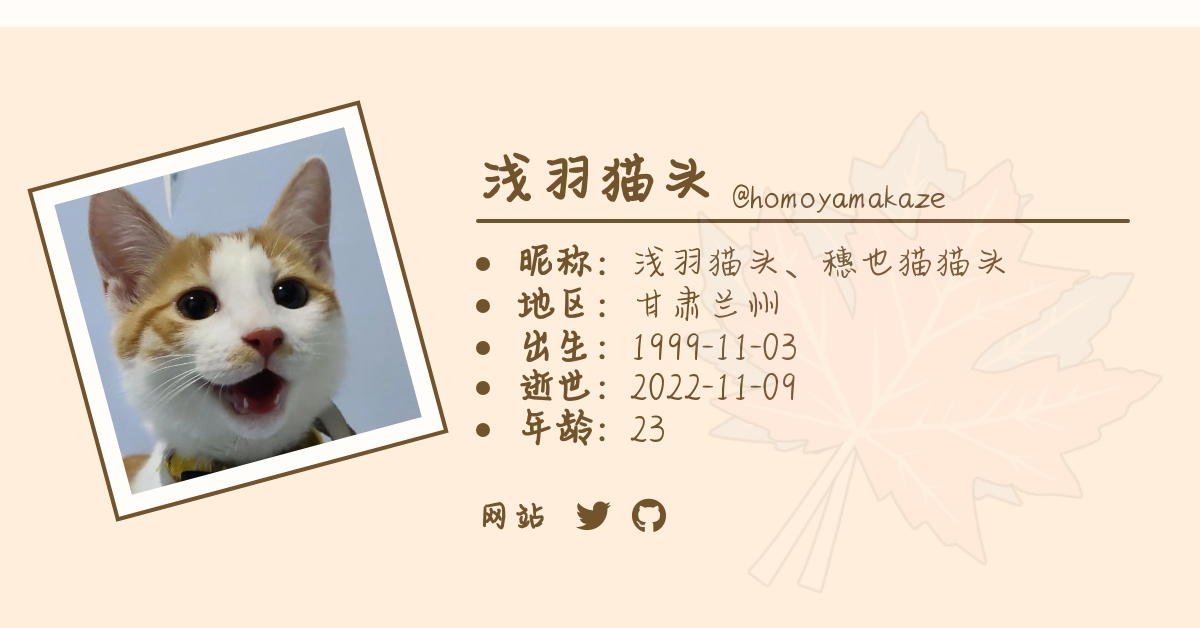 浅羽猫头 @homoyamakaze
昵称：浅羽猫头、穗也猫猫头
地区：甘肃兰州
出生：1999-11-03
逝世：2022-11-09
年龄：23
网站